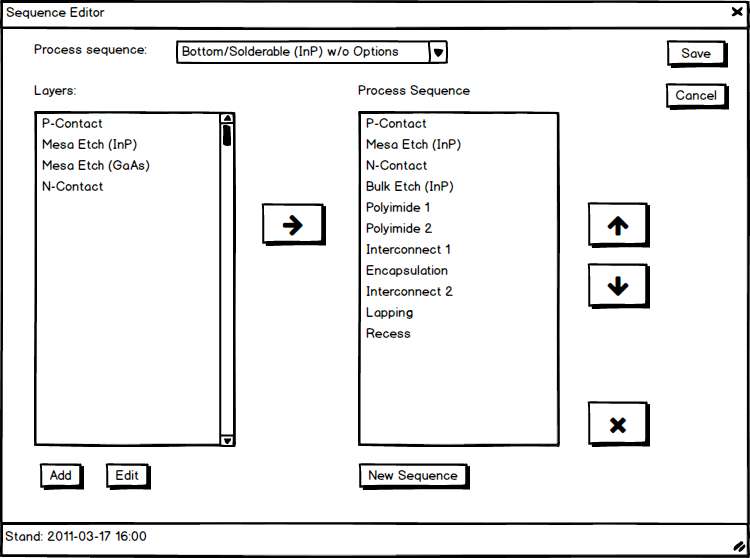 Sequence Editor
Process sequence:
Bottom/Solderable (InP) w/o Options
Save
Layers:
Process Sequence
Cancel
P-Contact
Mesa Etch (InP)
Mesa Etch (GaAs)
N-Contact
P-Contact
Mesa Etch (InP)
N-Contact
Bulk Etch (InP)
Polyimide 1
Polyimide 2
Interconnect 1
Encapsulation
Interconnect 2
Lapping
Recess
Add
Edit
New Sequence
Stand: 2011-03-17 16:00